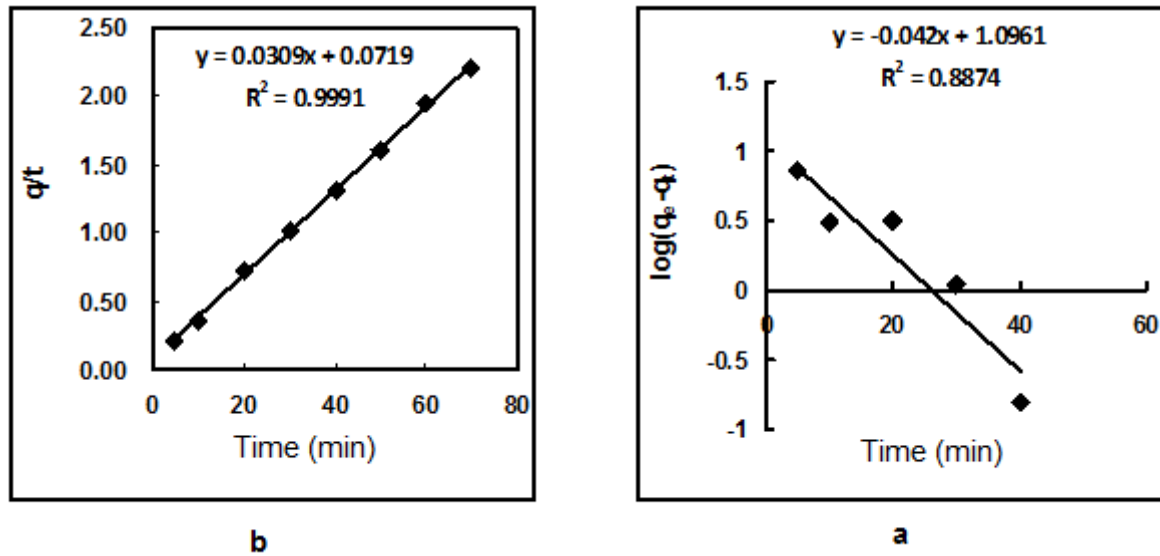 2.50
y = 0.0309x + 0.0719
R² = 0.9991
2.00
1.50
1.00
0.50
0.00
q/t
0 20 40 60 80
Time (min)
b
y = -0.042x + 1.0961
R² = 0.8874
1.5
1
0.5
0
-0.5
-1
log(qe-qt)
0 20 40 60
Time (min)
a